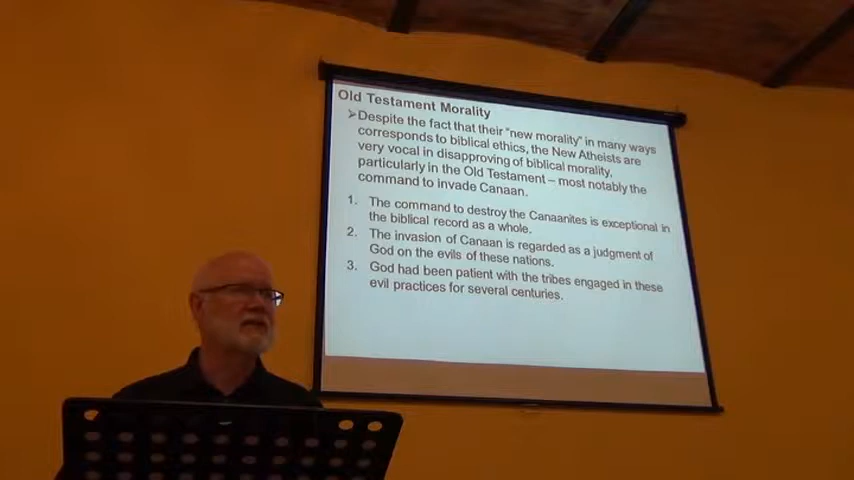 Old Testament Morality
➢Despite the fact that their "new morality" in many ways
corresponds to biblical ethics, the New Atheists are
very vocal in disapproving of biblical morality,
particularly in the Old Testament – most notably the
command to invade Canaan.
1. The command to destroy the Canaanites is exceptional in
the biblical record as a whole.
2. The invasion of Canaan is regarded as a judgment of
God on the evils of these nations.
3. God had been patient with the tribes engaged in these
evil practices for several centuries.